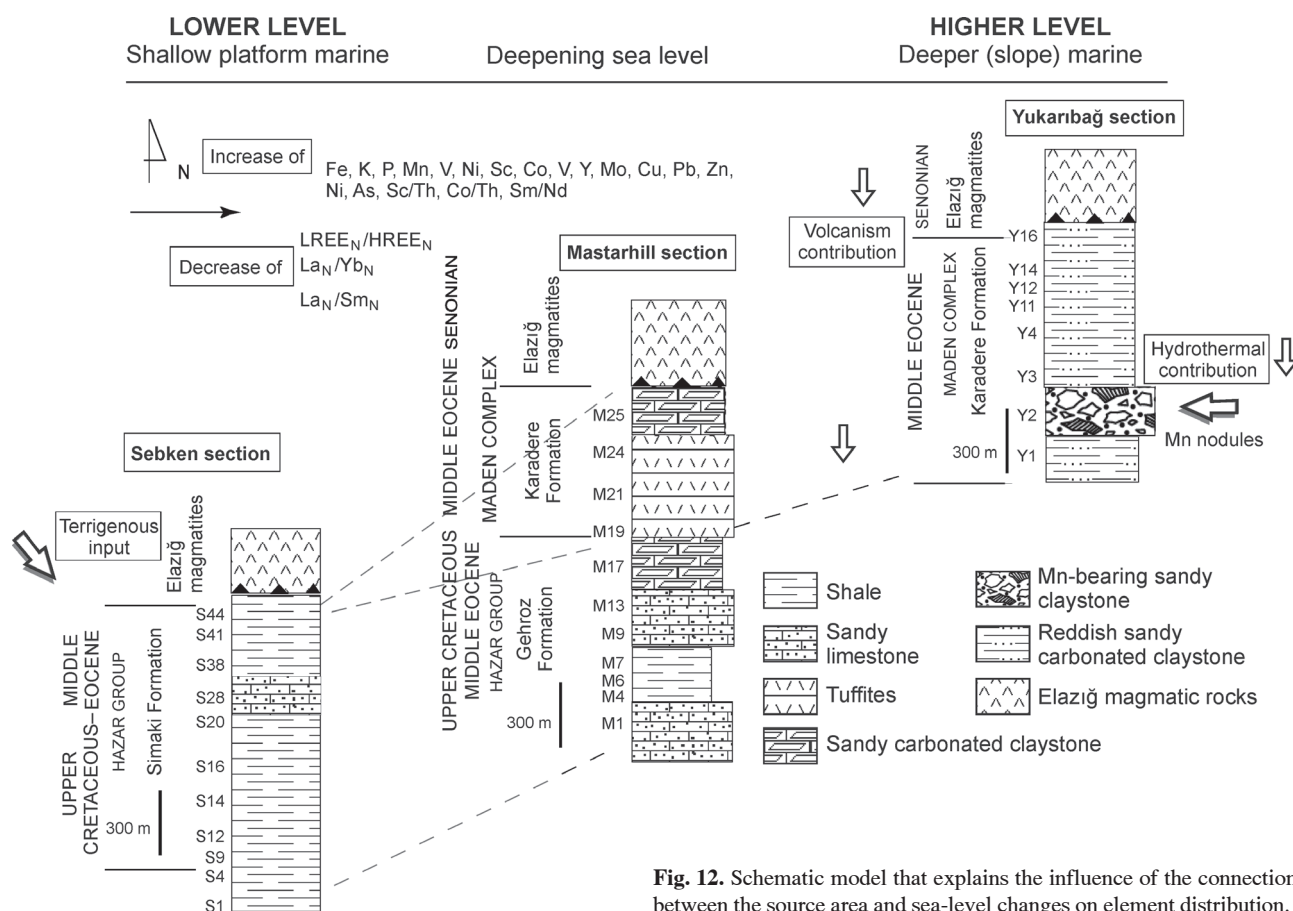 LOWER LEVEL
Shallow platform marine
Deepening sea level
HIGHER LEVEL
Deeper (slope) marine
N
Increase of
Fe, K, P, Mn, V, Ni, Sc, Co, V, Y, Mo, Cu, Pb, Zn,
Ni, As, Sc/Th, Co/Th, Sm/Nd
Decrease of
LREE_N/HREE_N
La_N/Yb_N
La_N/Sm_N
Sebken section
Terrigenous
input
Elazığ
magmatites
UPPER MIDDLE
CRETACEOUS–EOCENE
HAZAR GROUP
Simaki Formation
300 m
S44
S41
S38
S28
S20
S16
S14
S12
S9
S4
S1
Mastarhill section
SENONIAN
Elazığ
magmatites
MIDDLE EOCENE
MADEN COMPLEX
Karadere
Formation
UPPER CRETACEOUS
MIDDLE EOCENE
HAZAR GROUP
Gehroz
Formation
300 m
M25
M24
M21
M19
M17
M13
M9
M7
M6
M4
M1
Yukarıbağ section
Volcanism
contribution
SENONIAN
Elazığ
magmatites
MIDDLE EOCENE
MADEN COMPLEX
Karadere Formation
300 m
Y16
Y14
Y12
Y11
Y4
Y3
Y2
Y1
Hydrothermal
contribution
Mn nodules
Shale
Sandy
limestone
Tuffites
Sandy carbonated claystone
Mn-bearing sandy
claystone
Reddish sandy
carbonated claystone
Elazığ magmatic rocks
Fig. 12. Schematic model that explains the influence of the connection
between the source area and sea-level changes on element distribution.